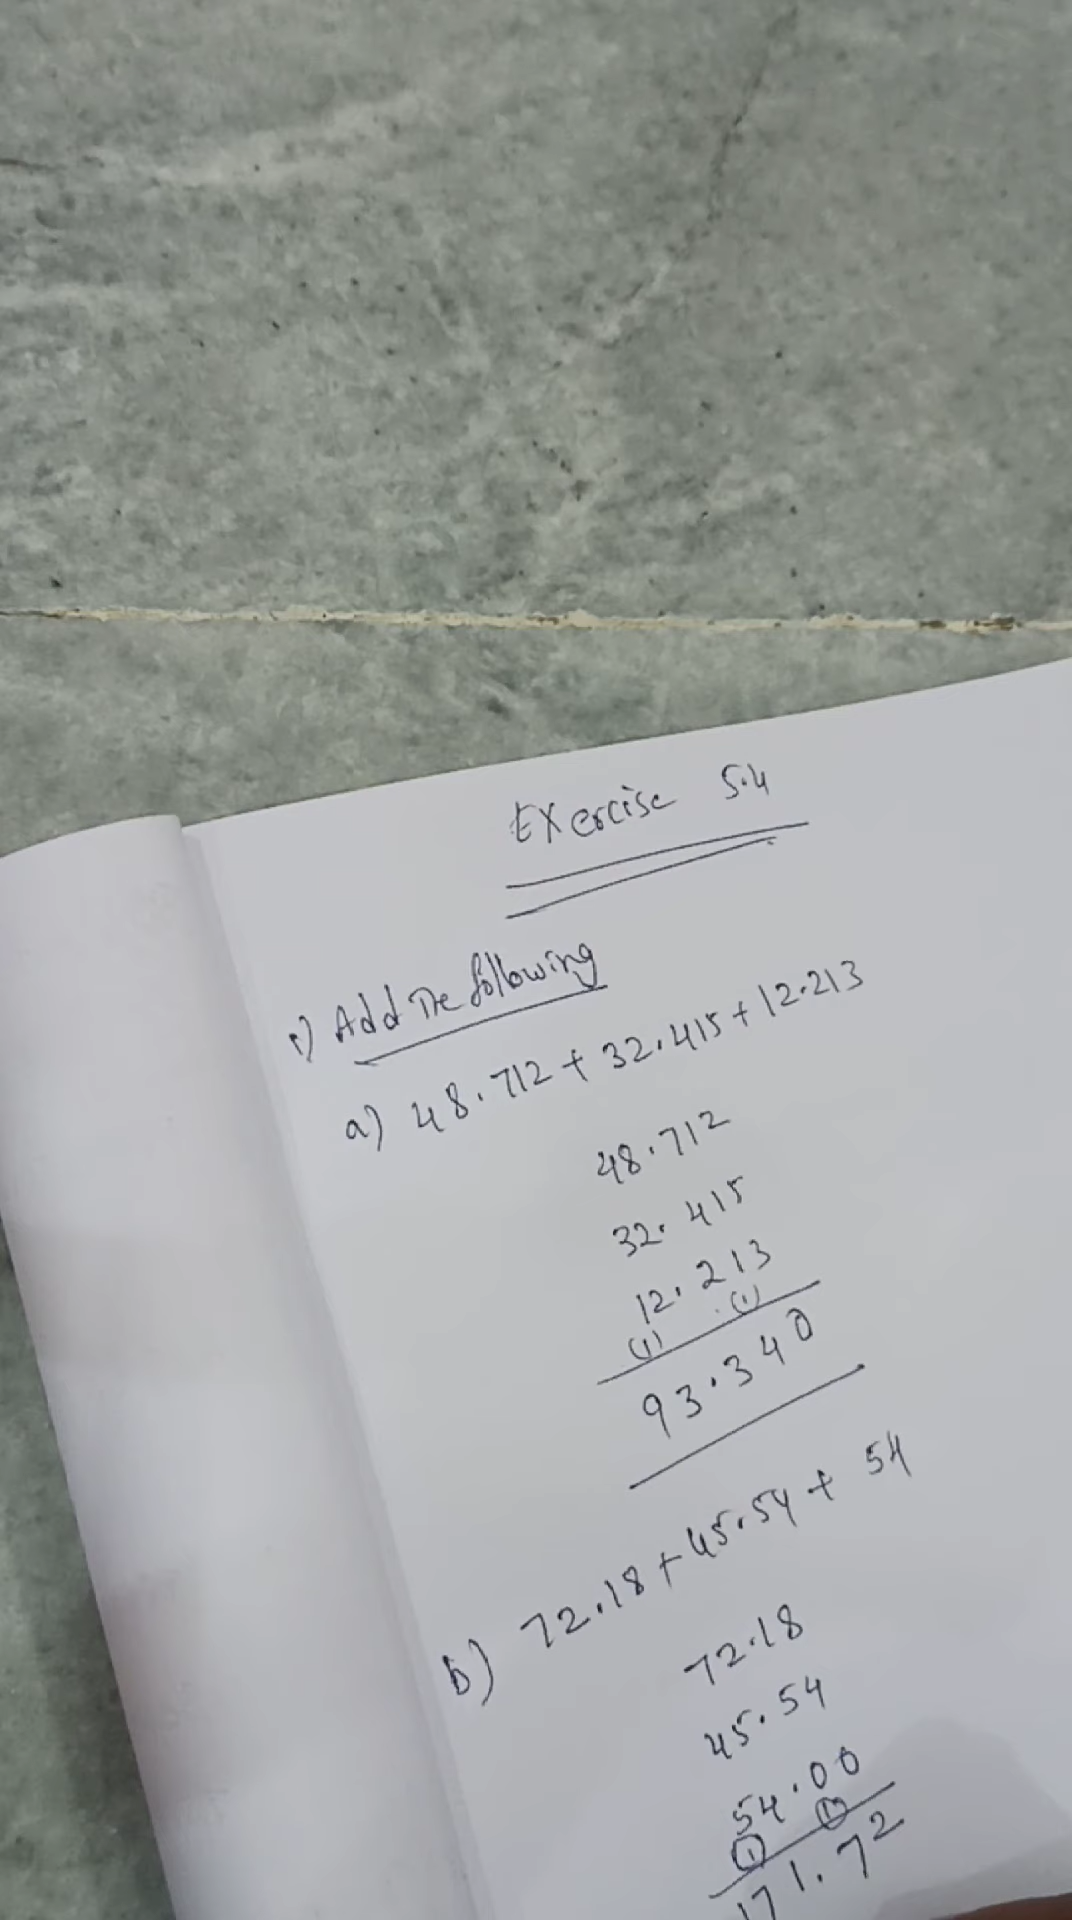 Exercise 5.4
1) Add The following
a) 48.712 + 32.415 + 12.213
48.712
32.415
12.213
(1) (1)
93.340
b) 72.18 + 45.54 + 54
72.18
45.54
54.00
(1) (1)
171.72